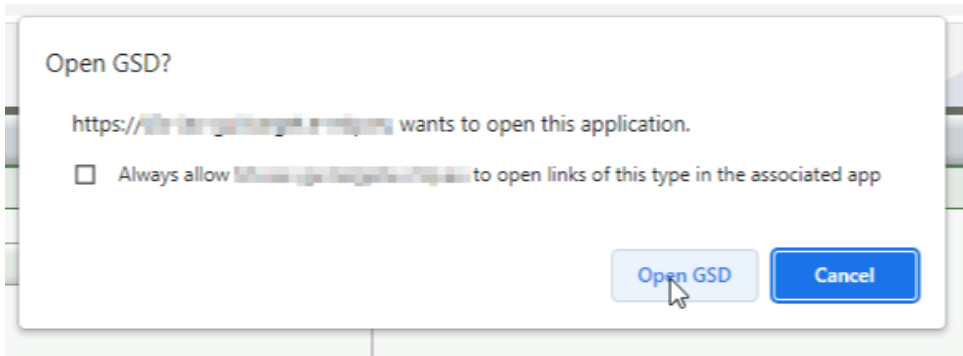 Open GSD?
https:// wants to open this application.
Always allow to open links of this type in the associated app
Open GSD Cancel